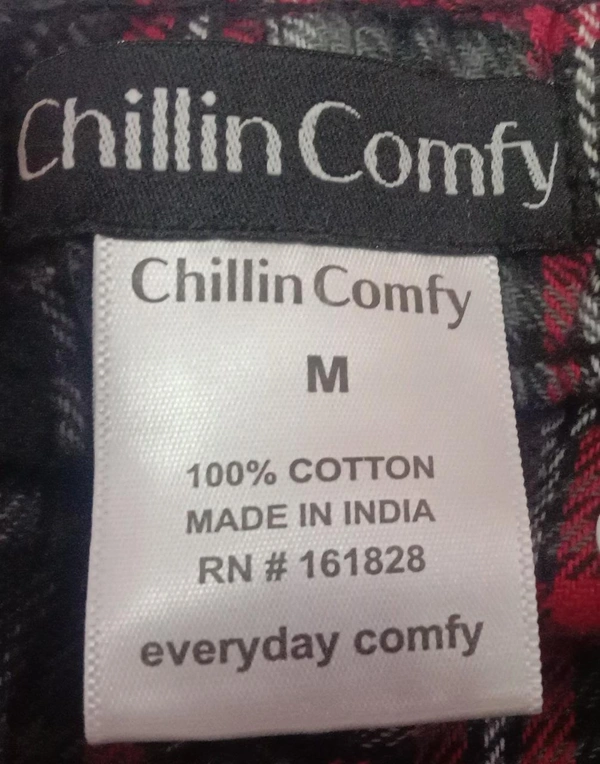 Chillin Comfy
Chillin Comfy
M
100% COTTON
MADE IN INDIA
RN # 161828
everyday comfy